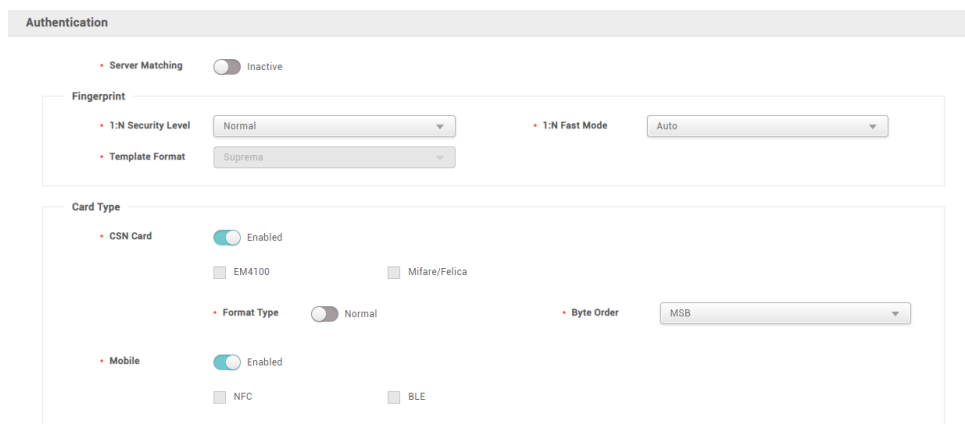 Authentication
Server Matching Inactive
Fingerprint
1:N Security Level Normal 1:N Fast Mode Auto
Template Format Suprema
Card Type
CSN Card Enabled
EM4100 Mifare/Felica
Format Type Normal Byte Order MSB
Mobile Enabled
NFC BLE